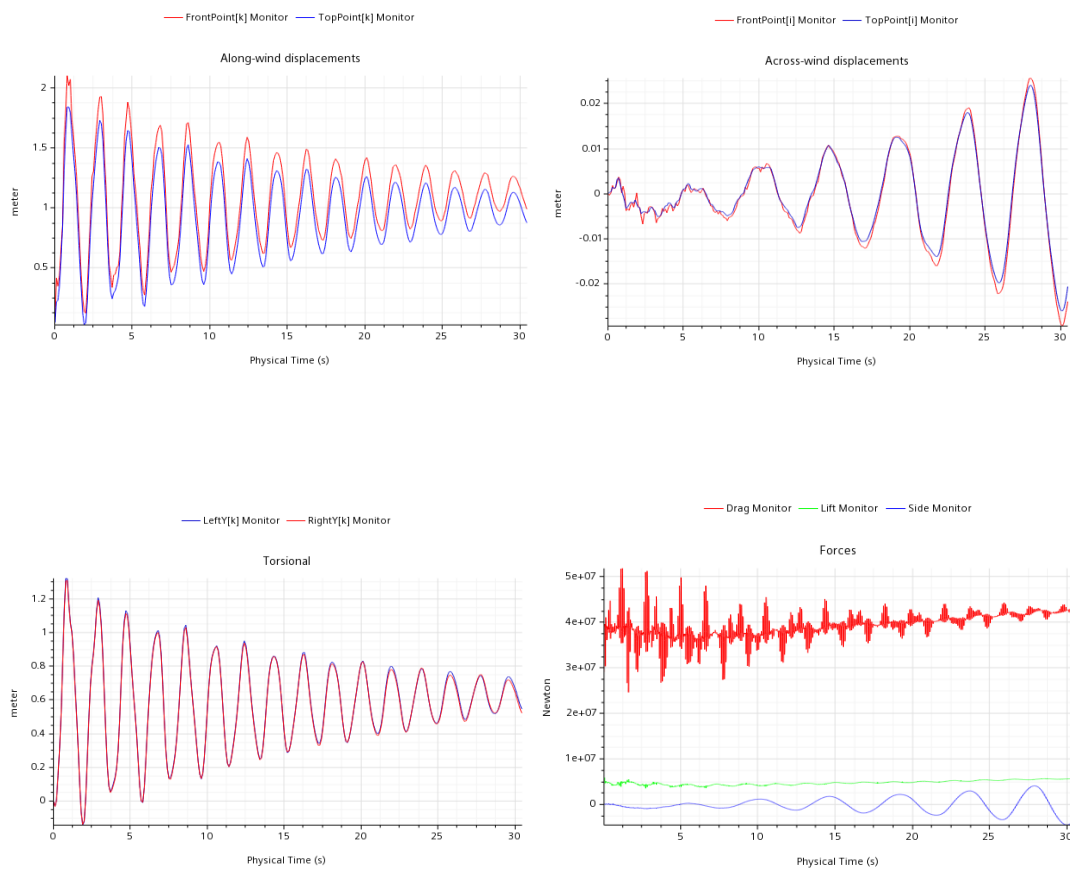 FrontPoint[k] Monitor TopPoint[k] Monitor
Along-wind displacements
2
1.5
1
0.5
meter
0 5 10 15 20 25 30
Physical Time (s)
FrontPoint[i] Monitor TopPoint[i] Monitor
Across-wind displacements
0.02
0.01
0
-0.01
-0.02
meter
0 5 10 15 20 25 30
Physical Time (s)
LeftY[k] Monitor RightY[k] Monitor
Torsional
1.2
1
0.8
0.6
0.4
0.2
0
meter
0 5 10 15 20 25 30
Physical Time (s)
Drag Monitor Lift Monitor Side Monitor
Forces
5e+07
4e+07
3e+07
2e+07
1e+07
0
Newton
5 10 15 20 25 30
Physical Time (s)